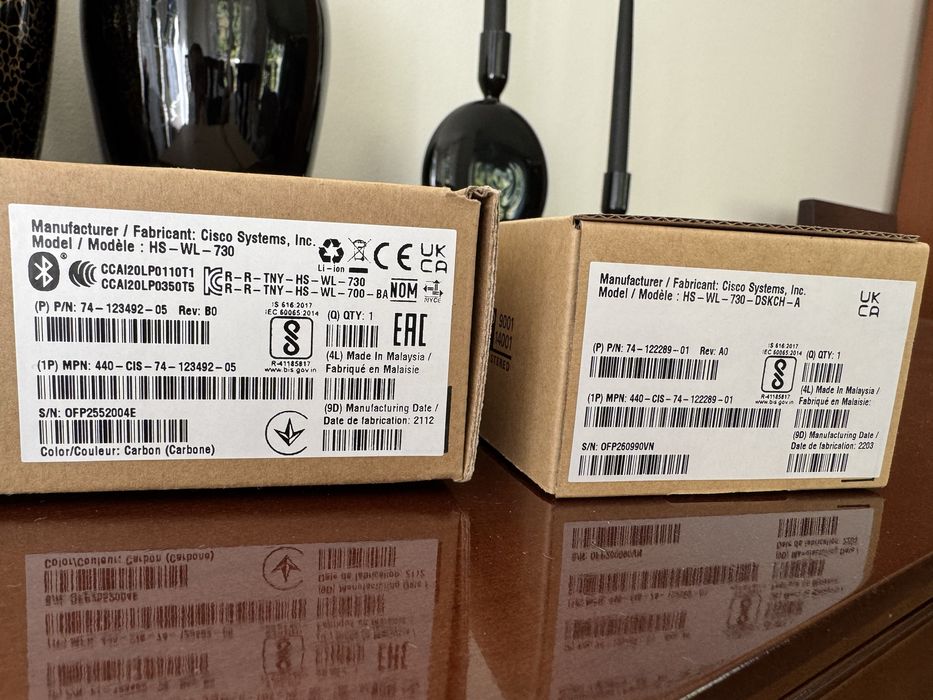 Manufacturer / Fabricant: Cisco Systems, Inc.
Model / Modèle : HS-WL-730
Li-ion
CE
UK
CA
CCAI20LP0110T1
CCAI20LP0350T5
R-R-TNY-HS-WL-730
R-R-TNY-HS-WL-700-BA
NOM
NYCE
(P) P/N: 74-123492-05 Rev: B0
IS 616:2017
IEC 60065:2014
R-41185817
www.bis.gov.in
(Q) QTY: 1
EAC
(1P) MPN: 440-CIS-74-123492-05
(4L) Made In Malaysia /
Fabriqué en Malaisie
S/N: OFP2552004E
(9D) Manufacturing Date /
Date de fabrication: 2112
Color/Couleur: Carbon (Carbone)
9001
14001
Manufacturer / Fabricant: Cisco Systems, Inc.
Model / Modèle : HS-WL-730-DSKCH-A
UK
CA
(P) P/N: 74-122289-01 Rev: A0
IS 616:2017
IEC 60065:2014
R-41185817
www.bis.gov.in
(Q) QTY: 1
(1P) MPN: 440-CIS-74-122289-01
(4L) Made In Malaysia /
Fabriqué en Malaisie:
S/N: OFP260990VN
(9D) Manufacturing Date /
Date de fabrication: 2203